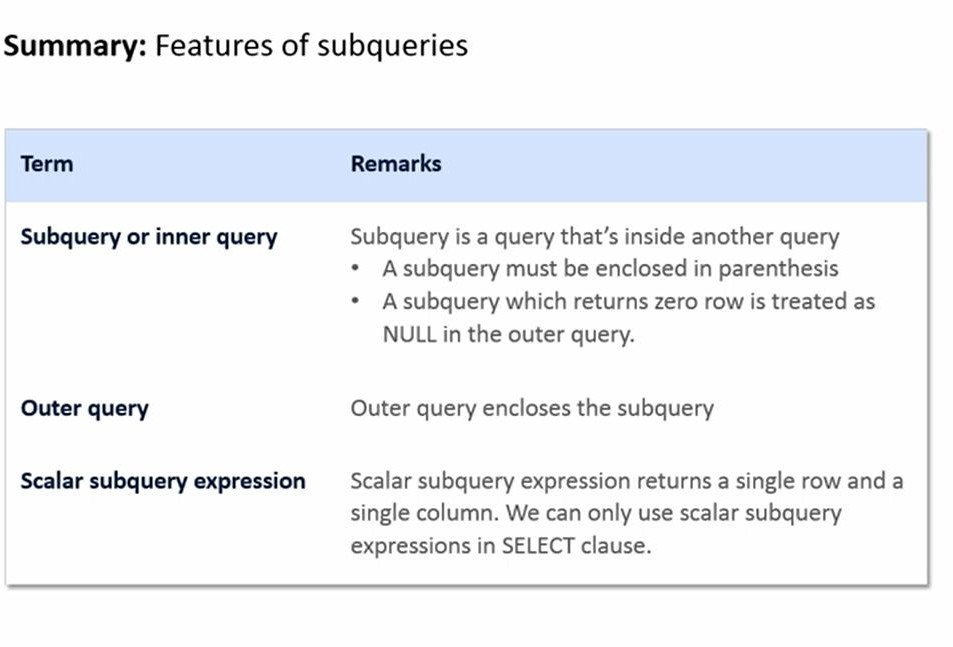 Summary: Features of subqueries
Term
Remarks
Subquery or inner query
Subquery is a query that’s inside another query
• A subquery must be enclosed in parenthesis
• A subquery which returns zero row is treated as
NULL in the outer query.
Outer query
Outer query encloses the subquery
Scalar subquery expression
Scalar subquery expression returns a single row and a
single column. We can only use scalar subquery
expressions in SELECT clause.